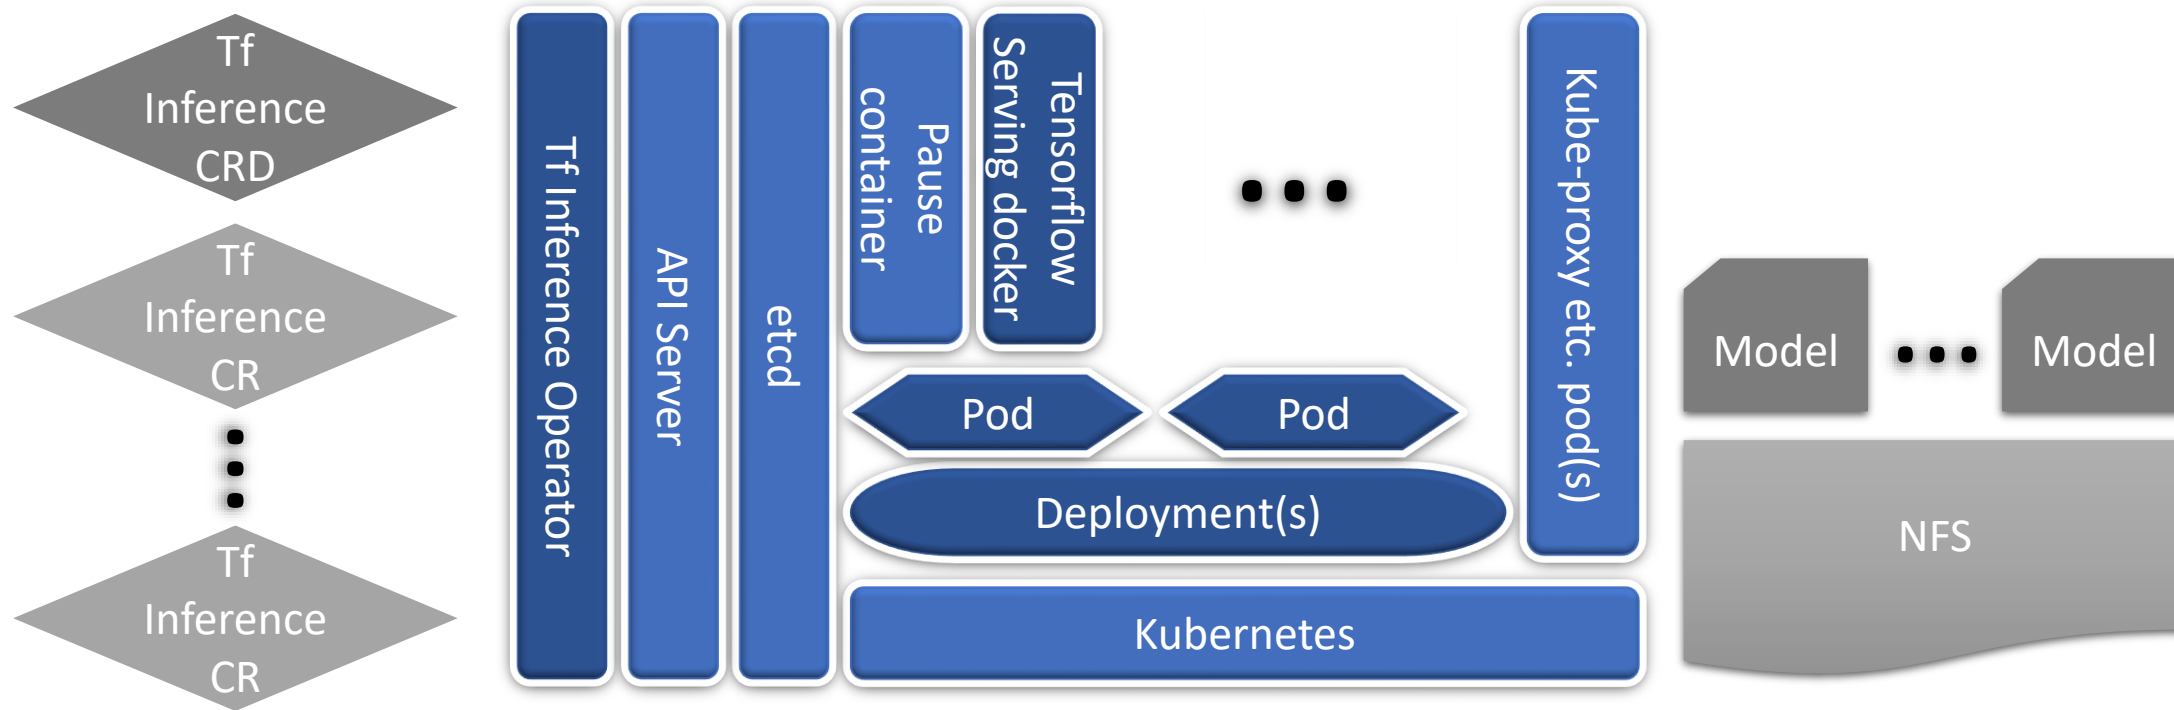 Tf
Inference
CRD
Tf
Inference
CR
Tf
Inference
CR
Tf Inference Operator
API Server
etcd
Pause
container
Tensorflow
Serving docker
Pod
Pod
Deployment(s)
Kubernetes
Kube-proxy etc. pod(s)
Model
Model
NFS